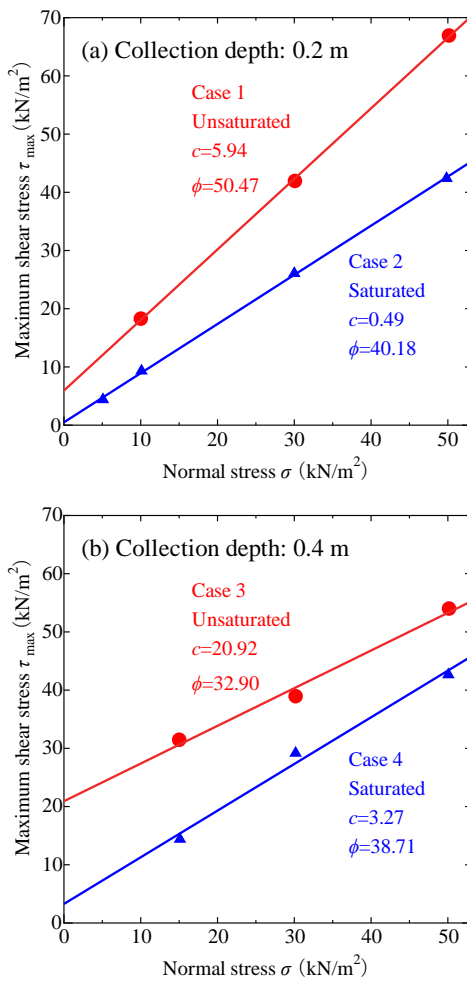 70
60
50
40
30
20
10
0
Maximum shear stress τ max (kN/m²)
(a) Collection depth: 0.2 m
Case 1
Unsaturated
c=5.94
ϕ=50.47
Case 2
Saturated
c=0.49
ϕ=40.18
0 10 20 30 40 50
Normal stress σ (kN/m²)
70
60
50
40
30
20
10
0
Maximum shear stress τ max (kN/m²)
(b) Collection depth: 0.4 m
Case 3
Unsaturated
c=20.92
ϕ=32.90
Case 4
Saturated
c=3.27
ϕ=38.71
0 10 20 30 40 50
Normal stress σ (kN/m²)